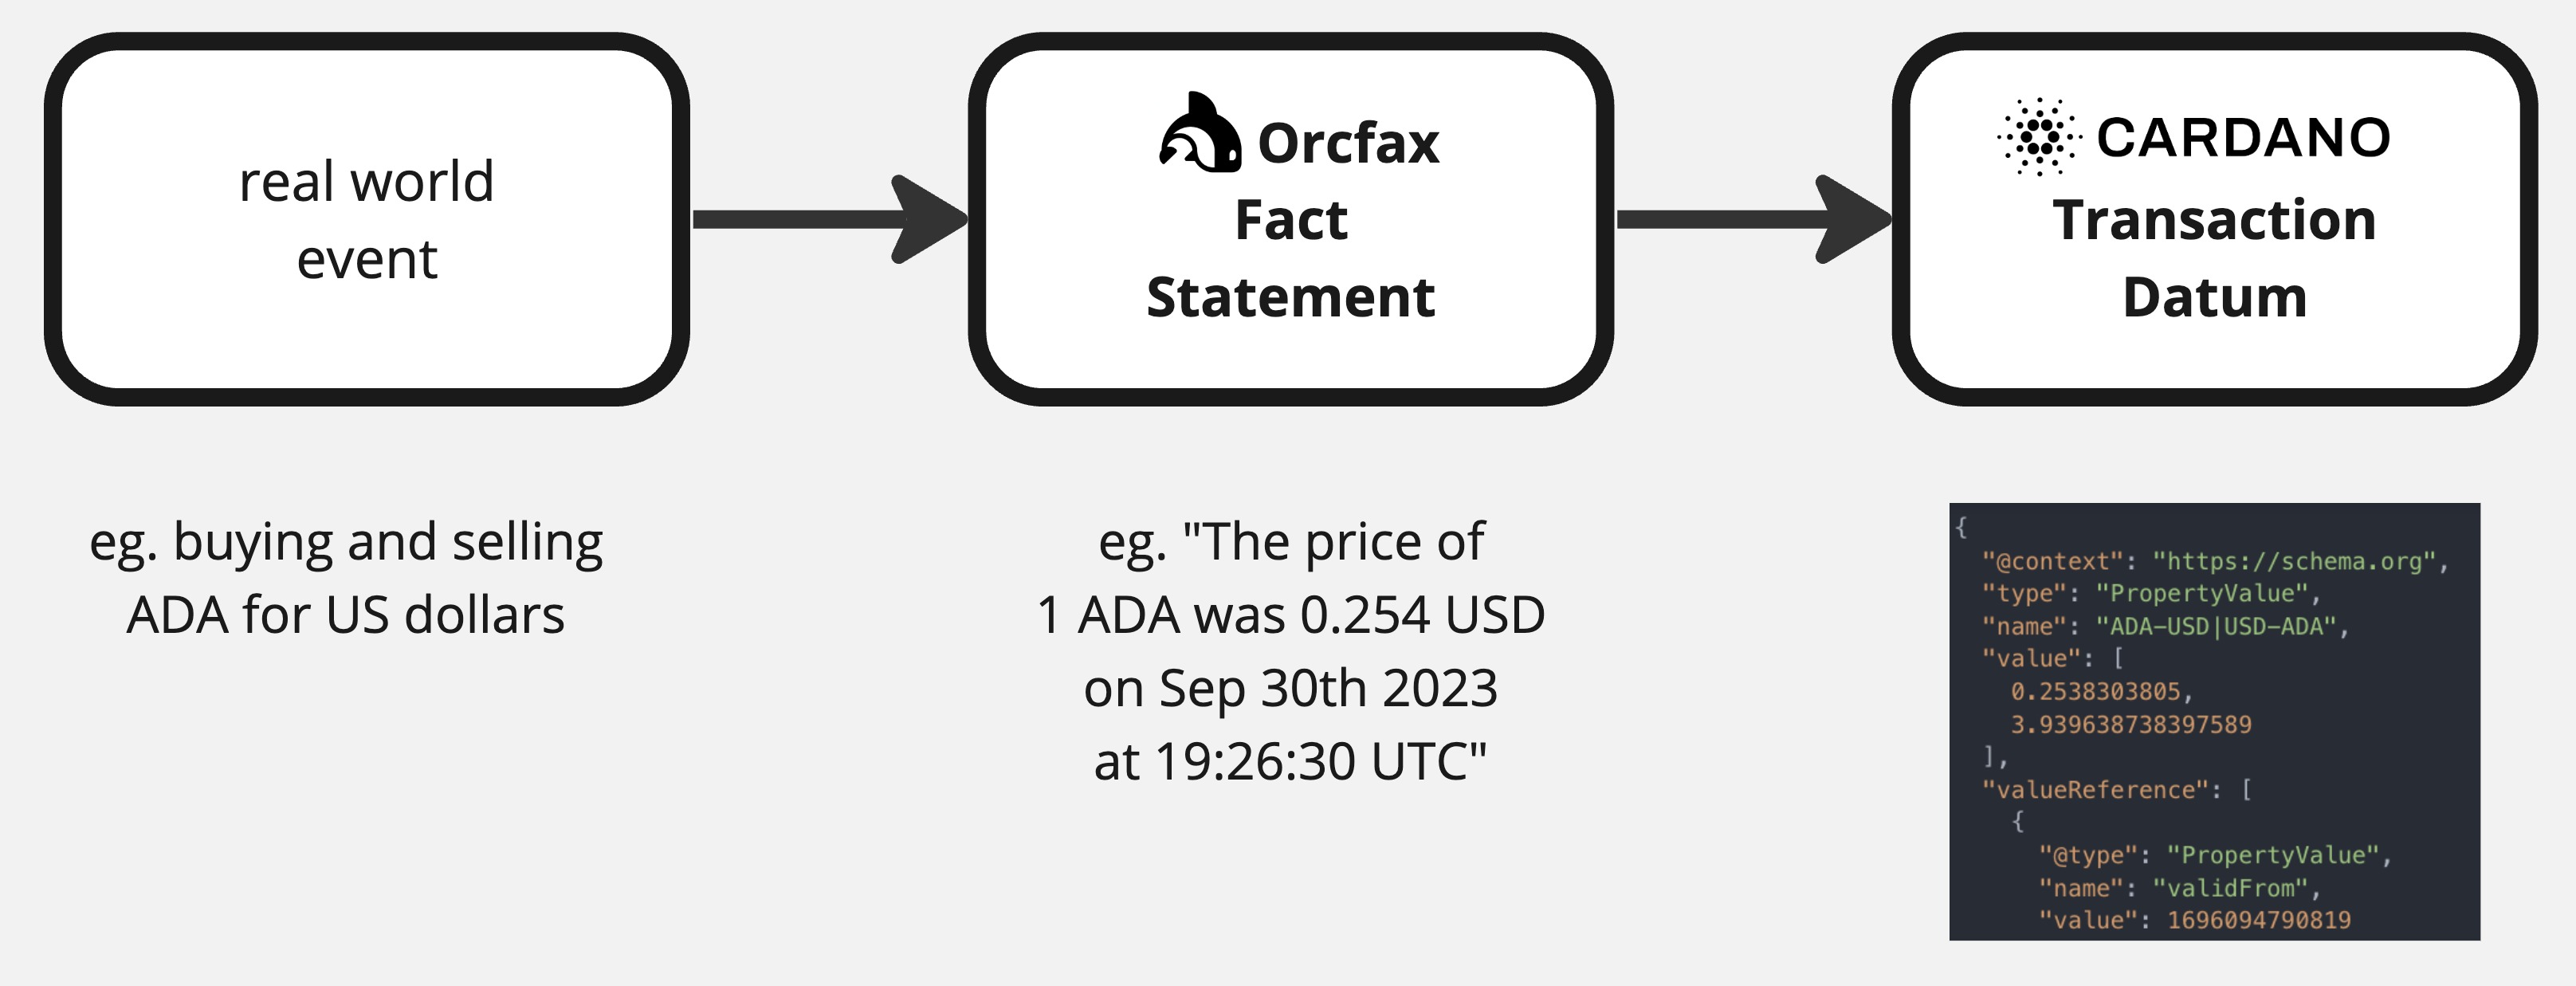 real world
event
Orcfax
Fact
Statement
CARDANO
Transaction
Datum
eg. buying and selling
ADA for US dollars
eg. "The price of
1 ADA was 0.254 USD
on Sep 30th 2023
at 19:26:30 UTC"
{
"@context": "https://schema.org",
"type": "PropertyValue",
"name": "ADA-USD|USD-ADA",
"value": [
0.2538303805,
3.939638738397589
],
"valueReference": [
{
"@type": "PropertyValue",
"name": "validFrom",
"value": 1696094790819